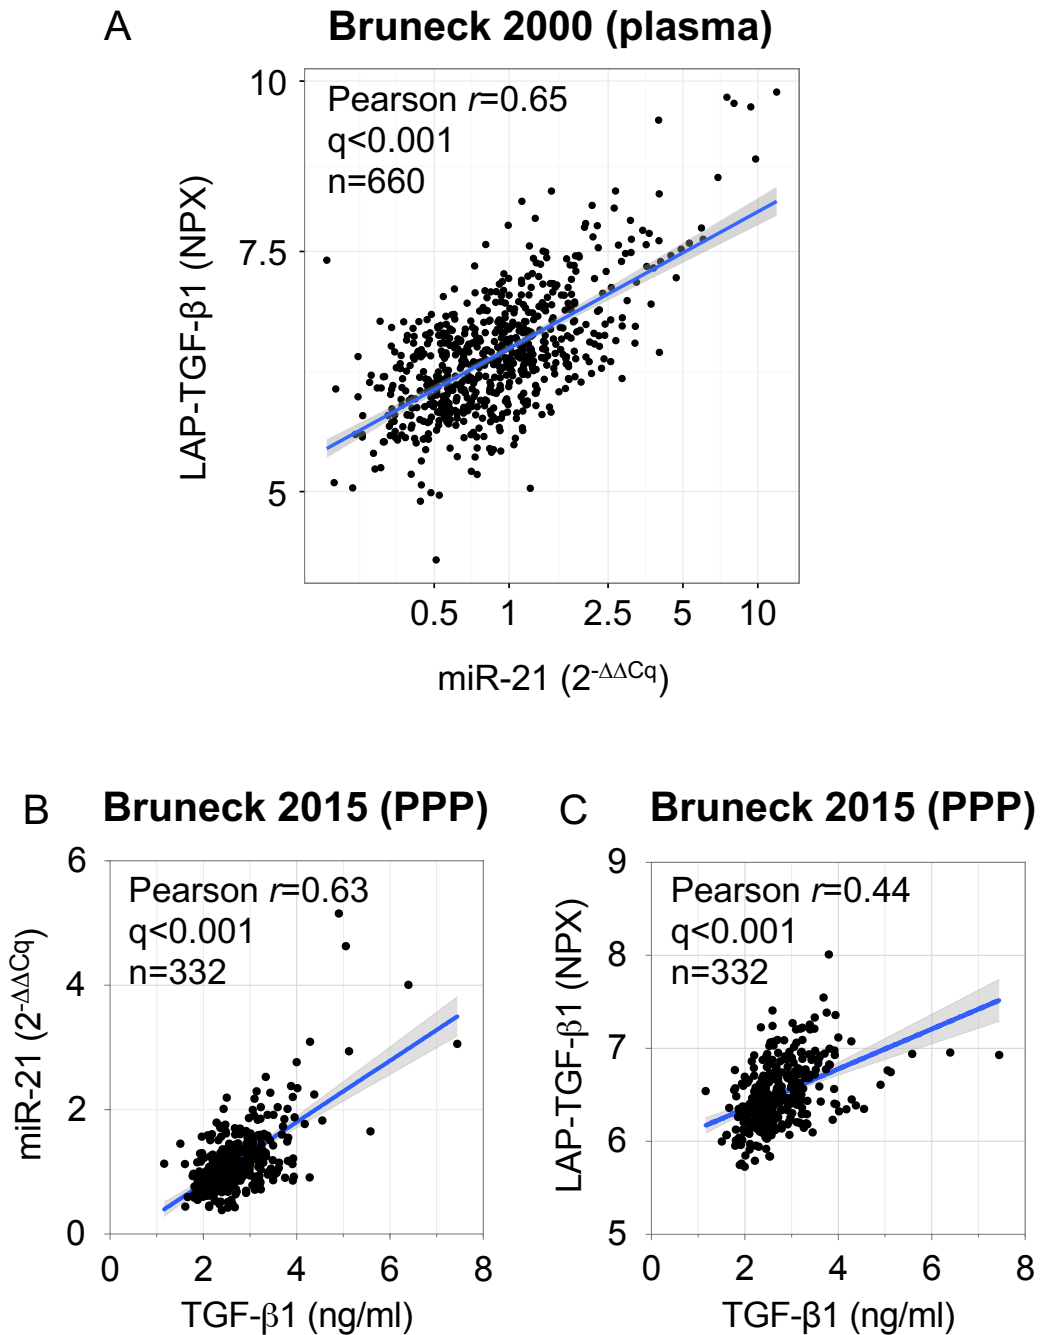 A
Bruneck 2000 (plasma)
Pearson r=0.65
q<0.001
n=660
10
7.5
5
LAP-TGF-β1 (NPX)
0.5 1 2.5 5 10
miR-21 (2-ΔΔCq)
B
Bruneck 2015 (PPP)
Pearson r=0.63
q<0.001
n=332
6
4
2
0
miR-21 (2-ΔΔCq)
0 2 4 6 8
TGF-β1 (ng/ml)
C
Bruneck 2015 (PPP)
Pearson r=0.44
q<0.001
n=332
9
8
7
6
5
LAP-TGF-β1 (NPX)
0 2 4 6 8
TGF-β1 (ng/ml)